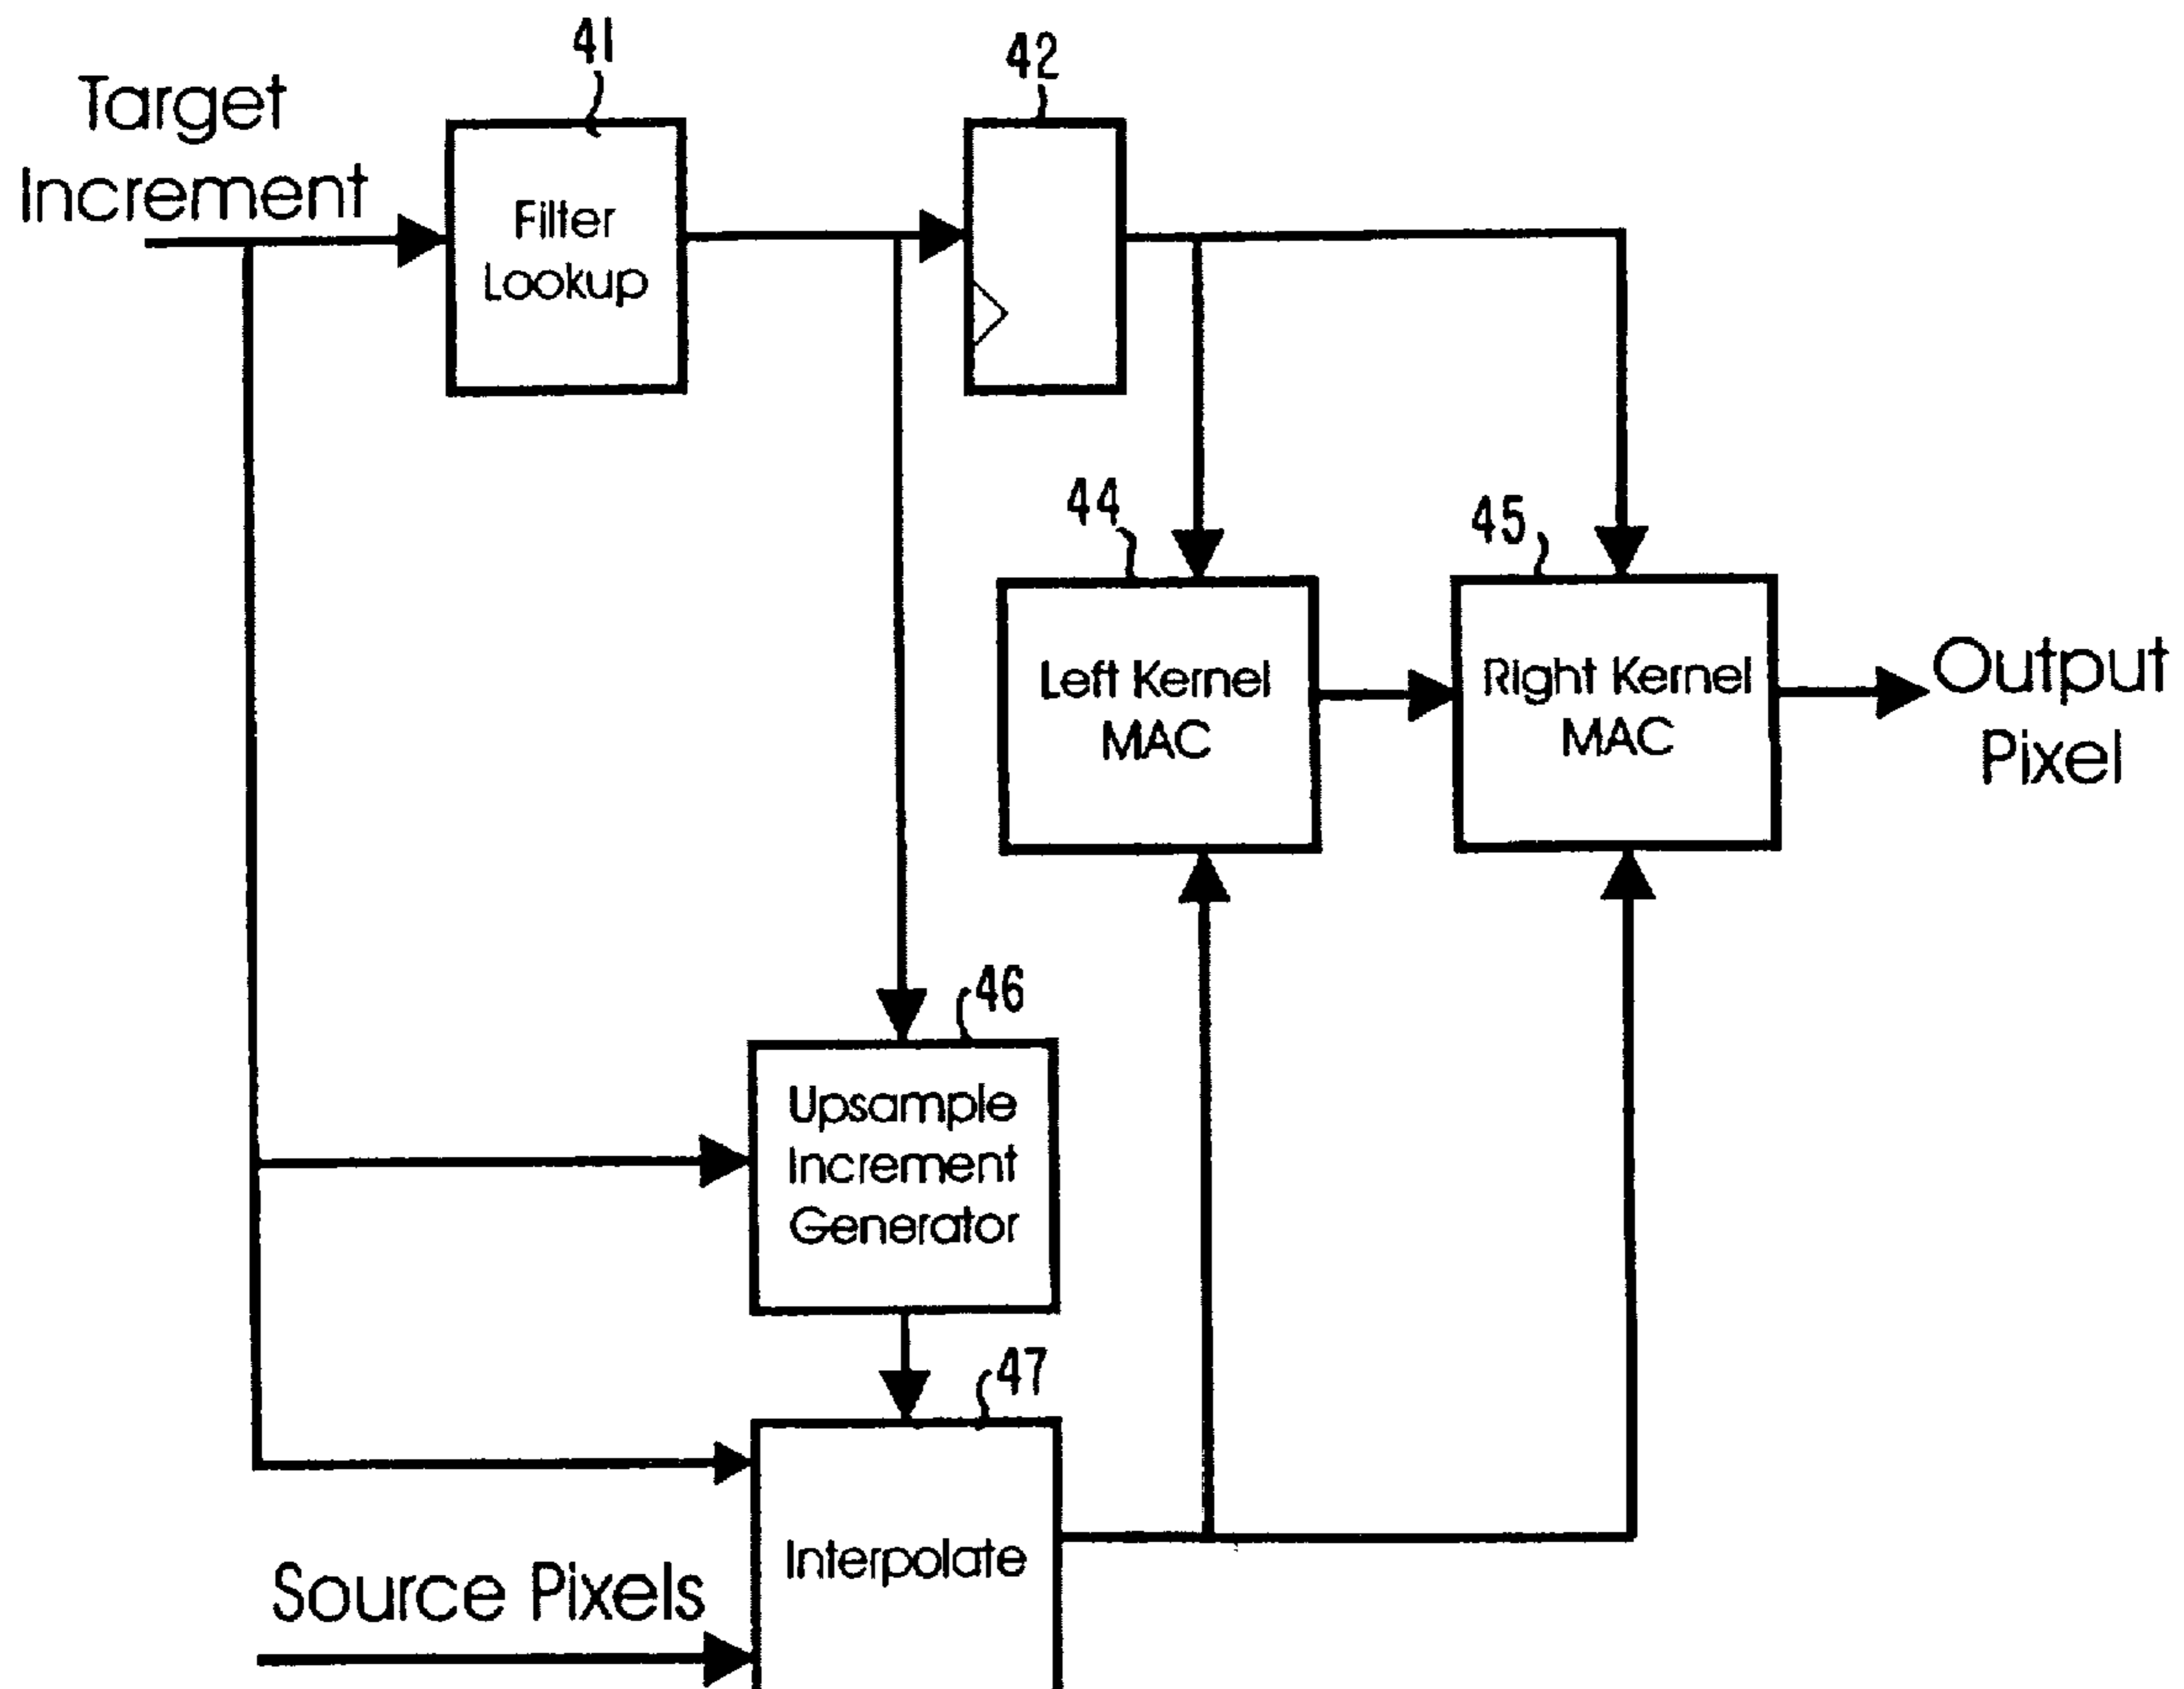 41
42
Target
Increment
Filter
Lookup
44
45
Left Kernel
MAC
Right Kernel
MAC
Output
Pixel
46
Upsample
Increment
Generator
47
Interpolate
Source Pixels